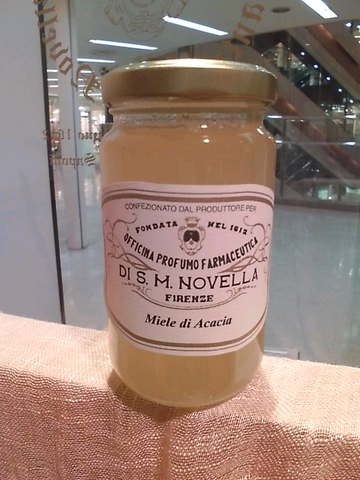 CONFEZIONATO DAL PRODUTTORE PER
FONDATA NEL 1612
OFFICINA PROFUMO FARMACEUTICA
DI S. M. NOVELLA
FIRENZE
Miele di Acacia